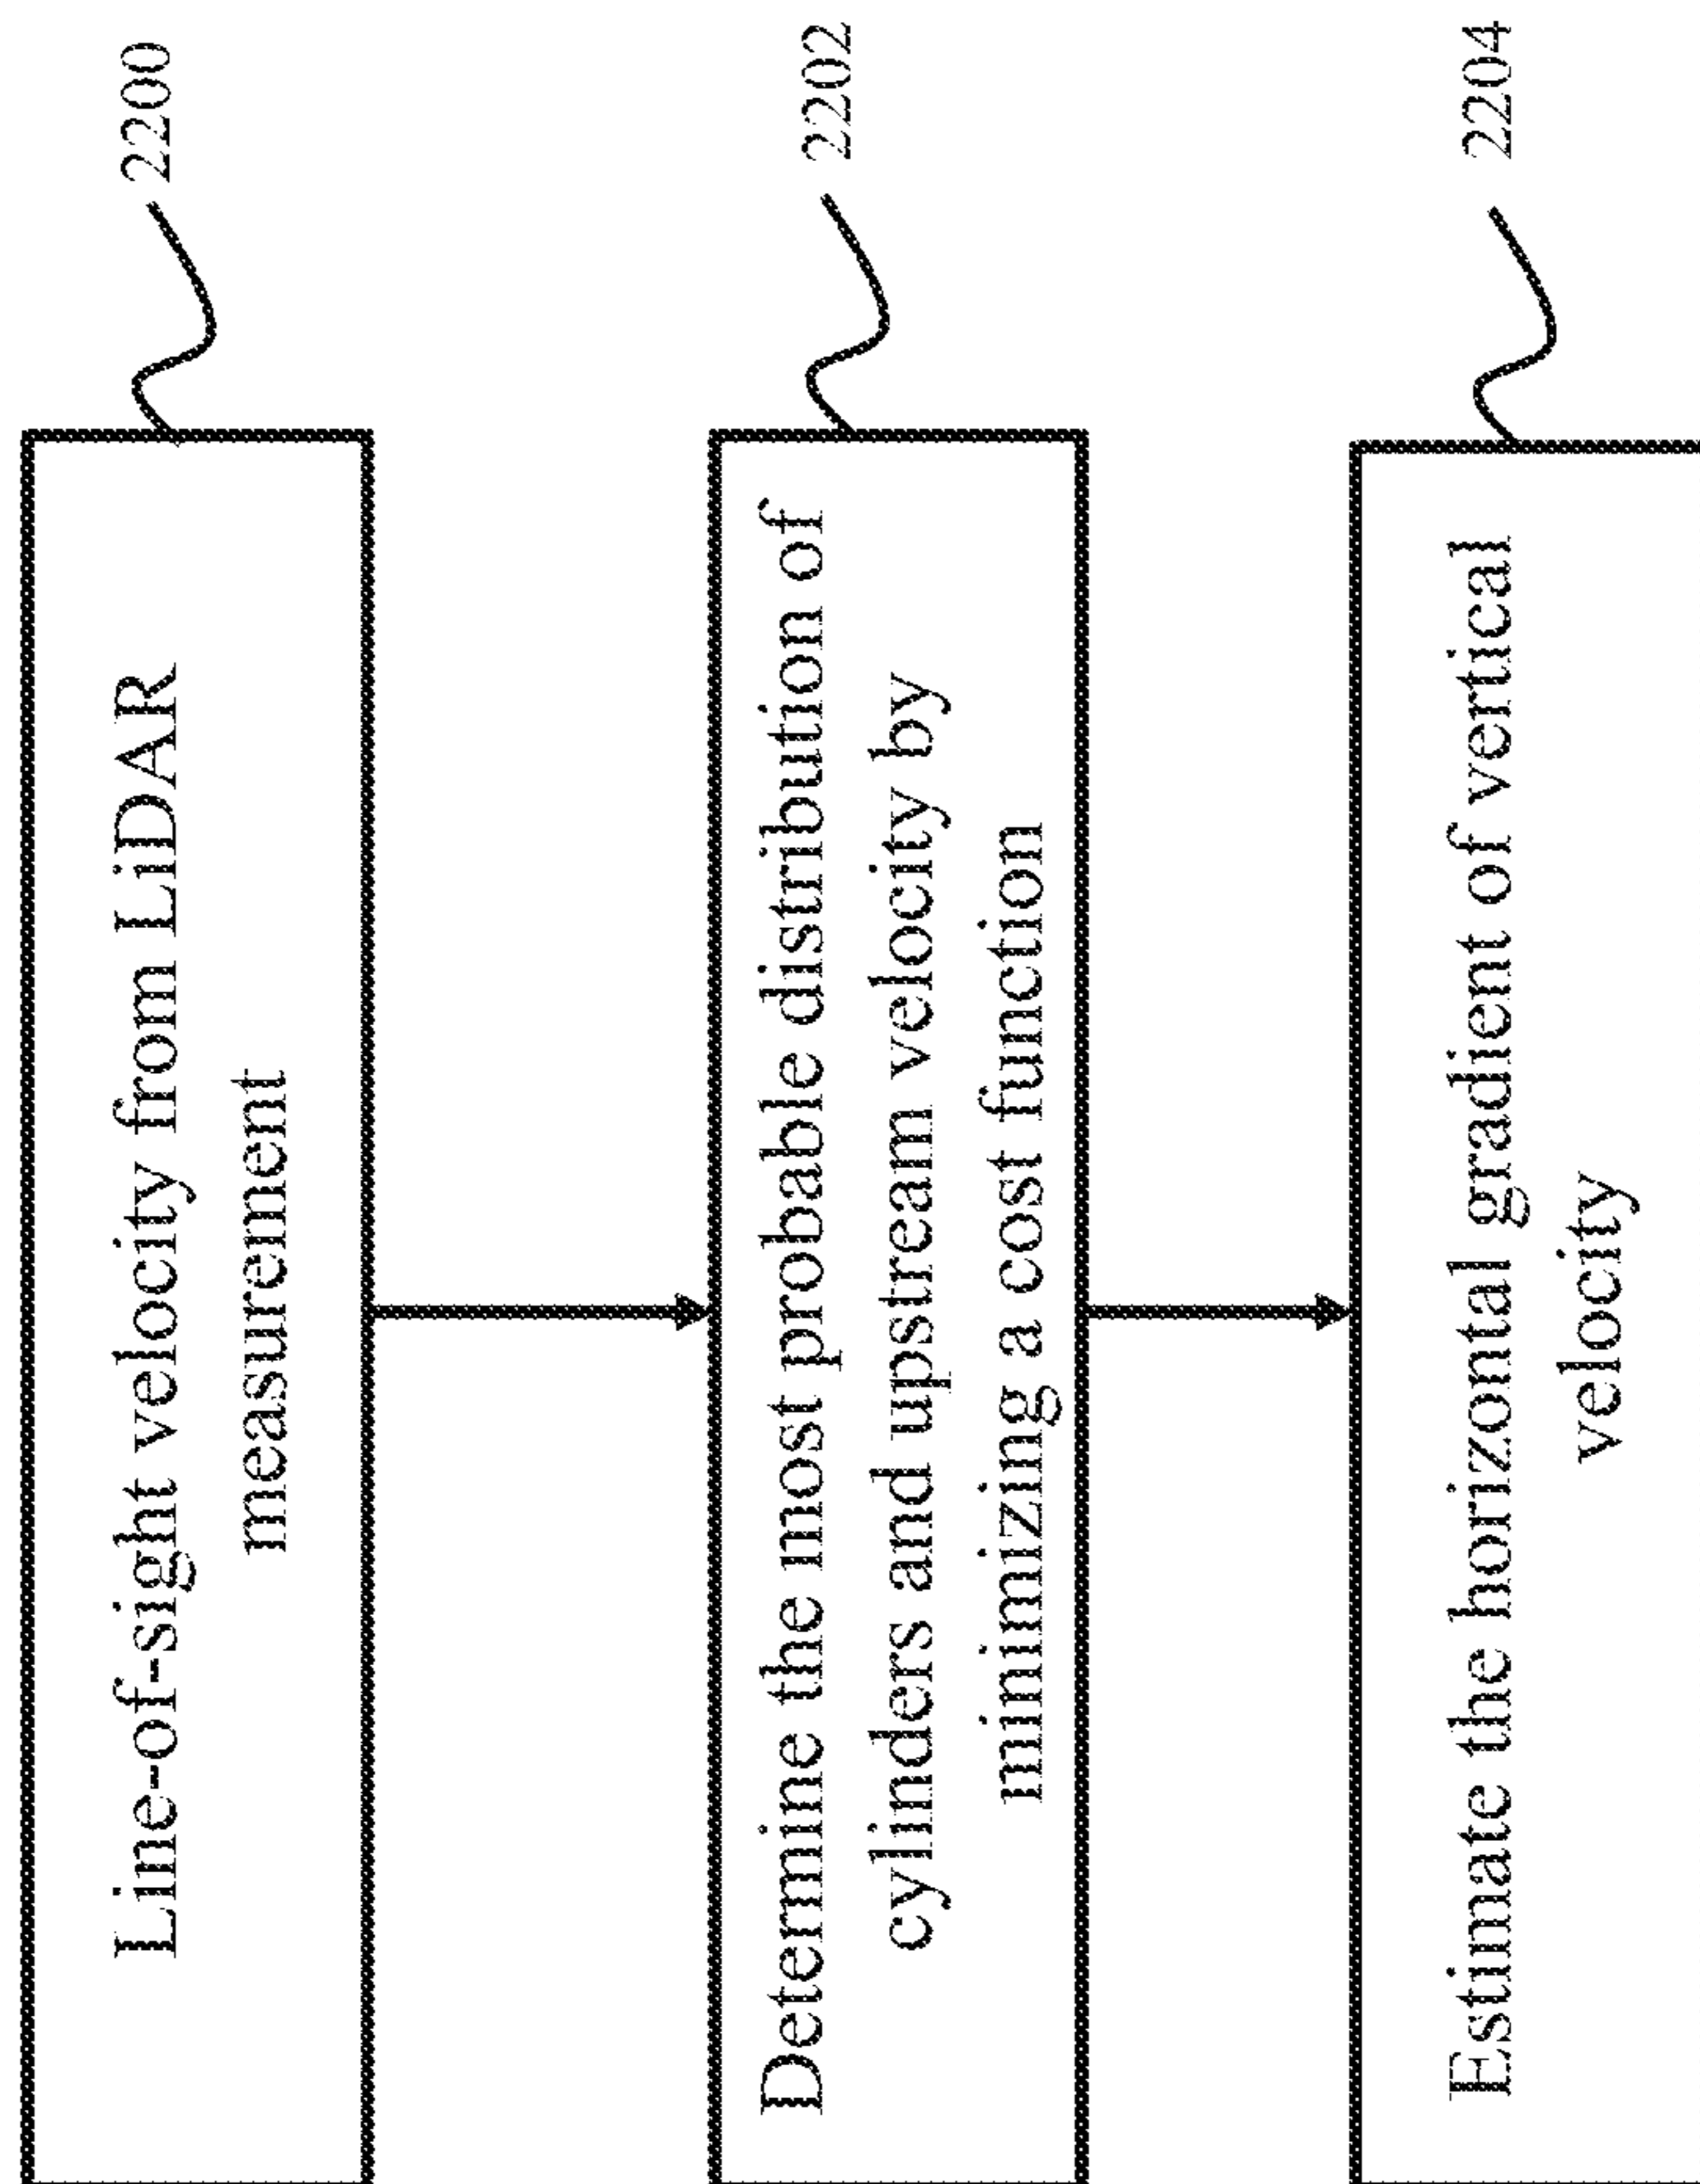 Line-of-sight velocity from LiDAR
measurement
2200
Determine the most probable distribution of
cylinders and upstream velocity by
minimizing a cost function
2202
Estimate the horizontal gradient of vertical
velocity
2204